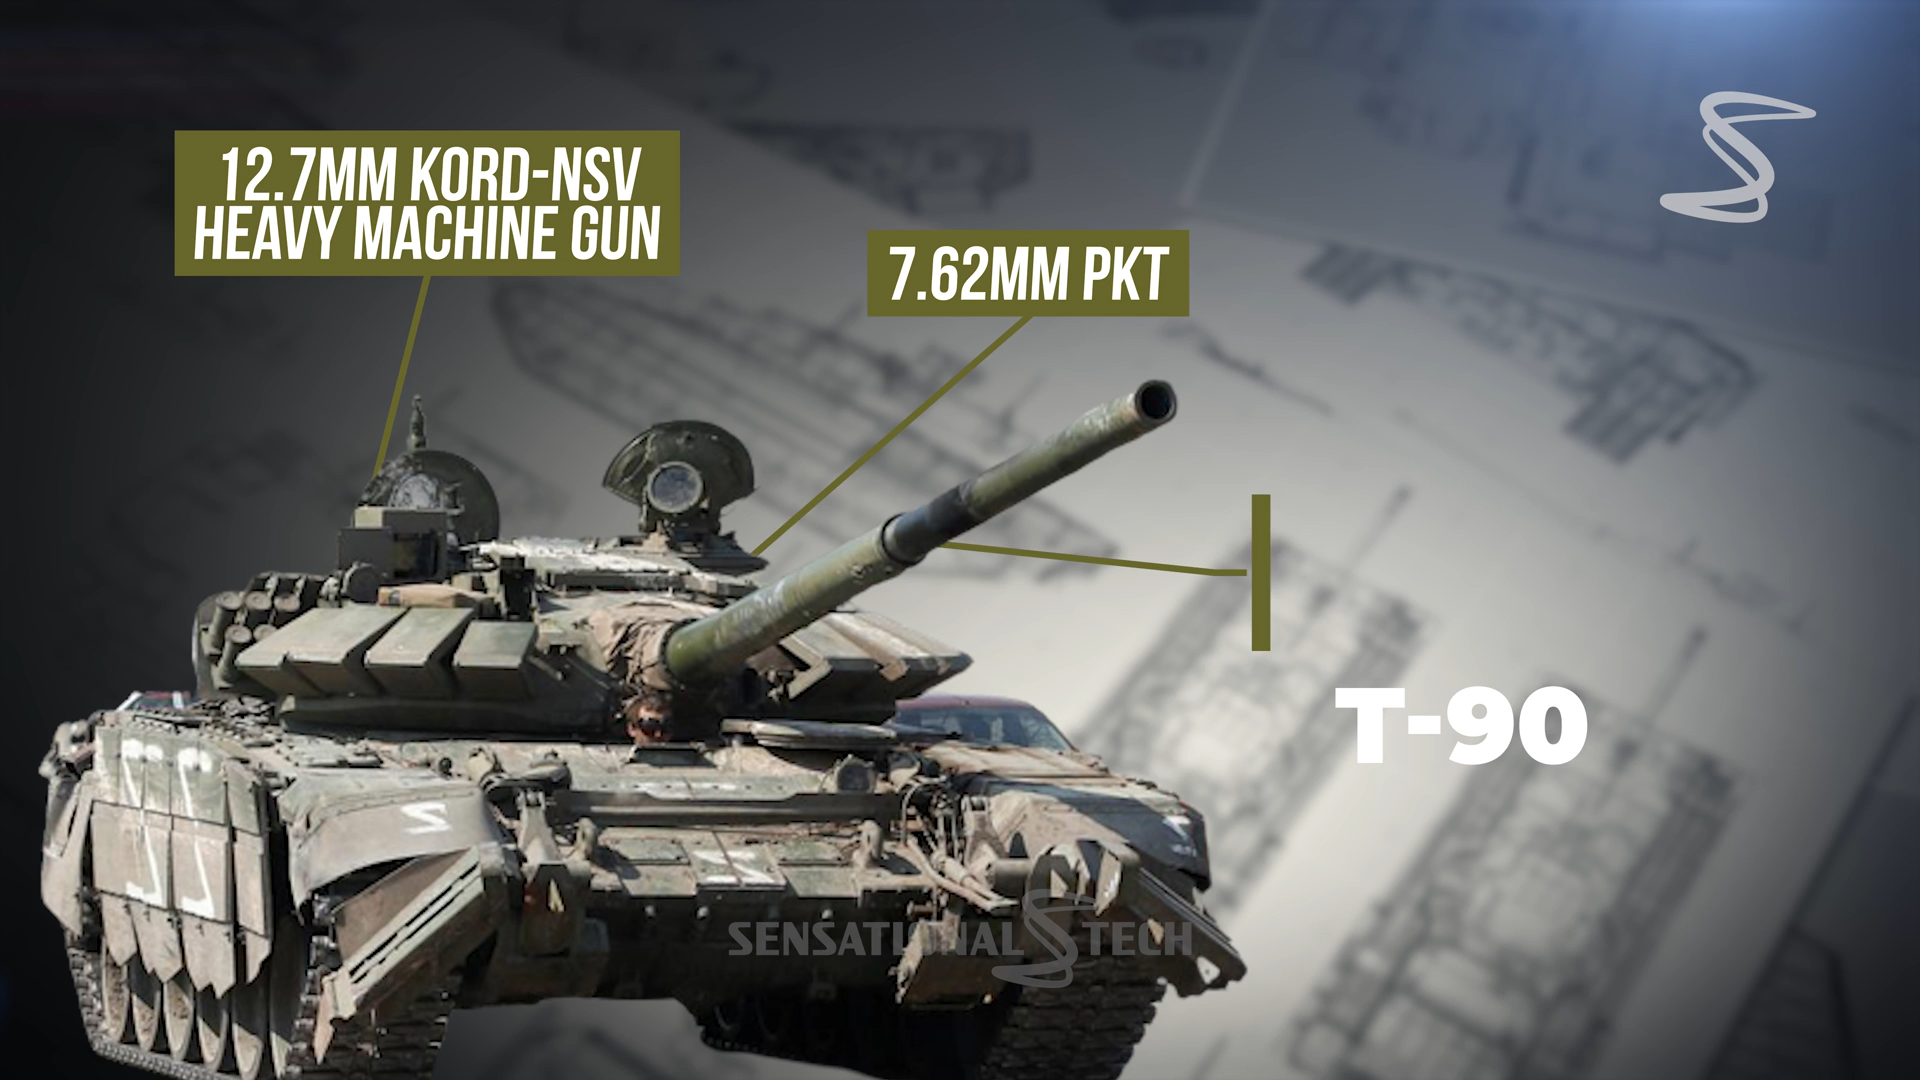 12.7MM KORD-NSV
HEAVY MACHINE GUN
7.62MM PKT
T-90
SENSATIONAL TECH